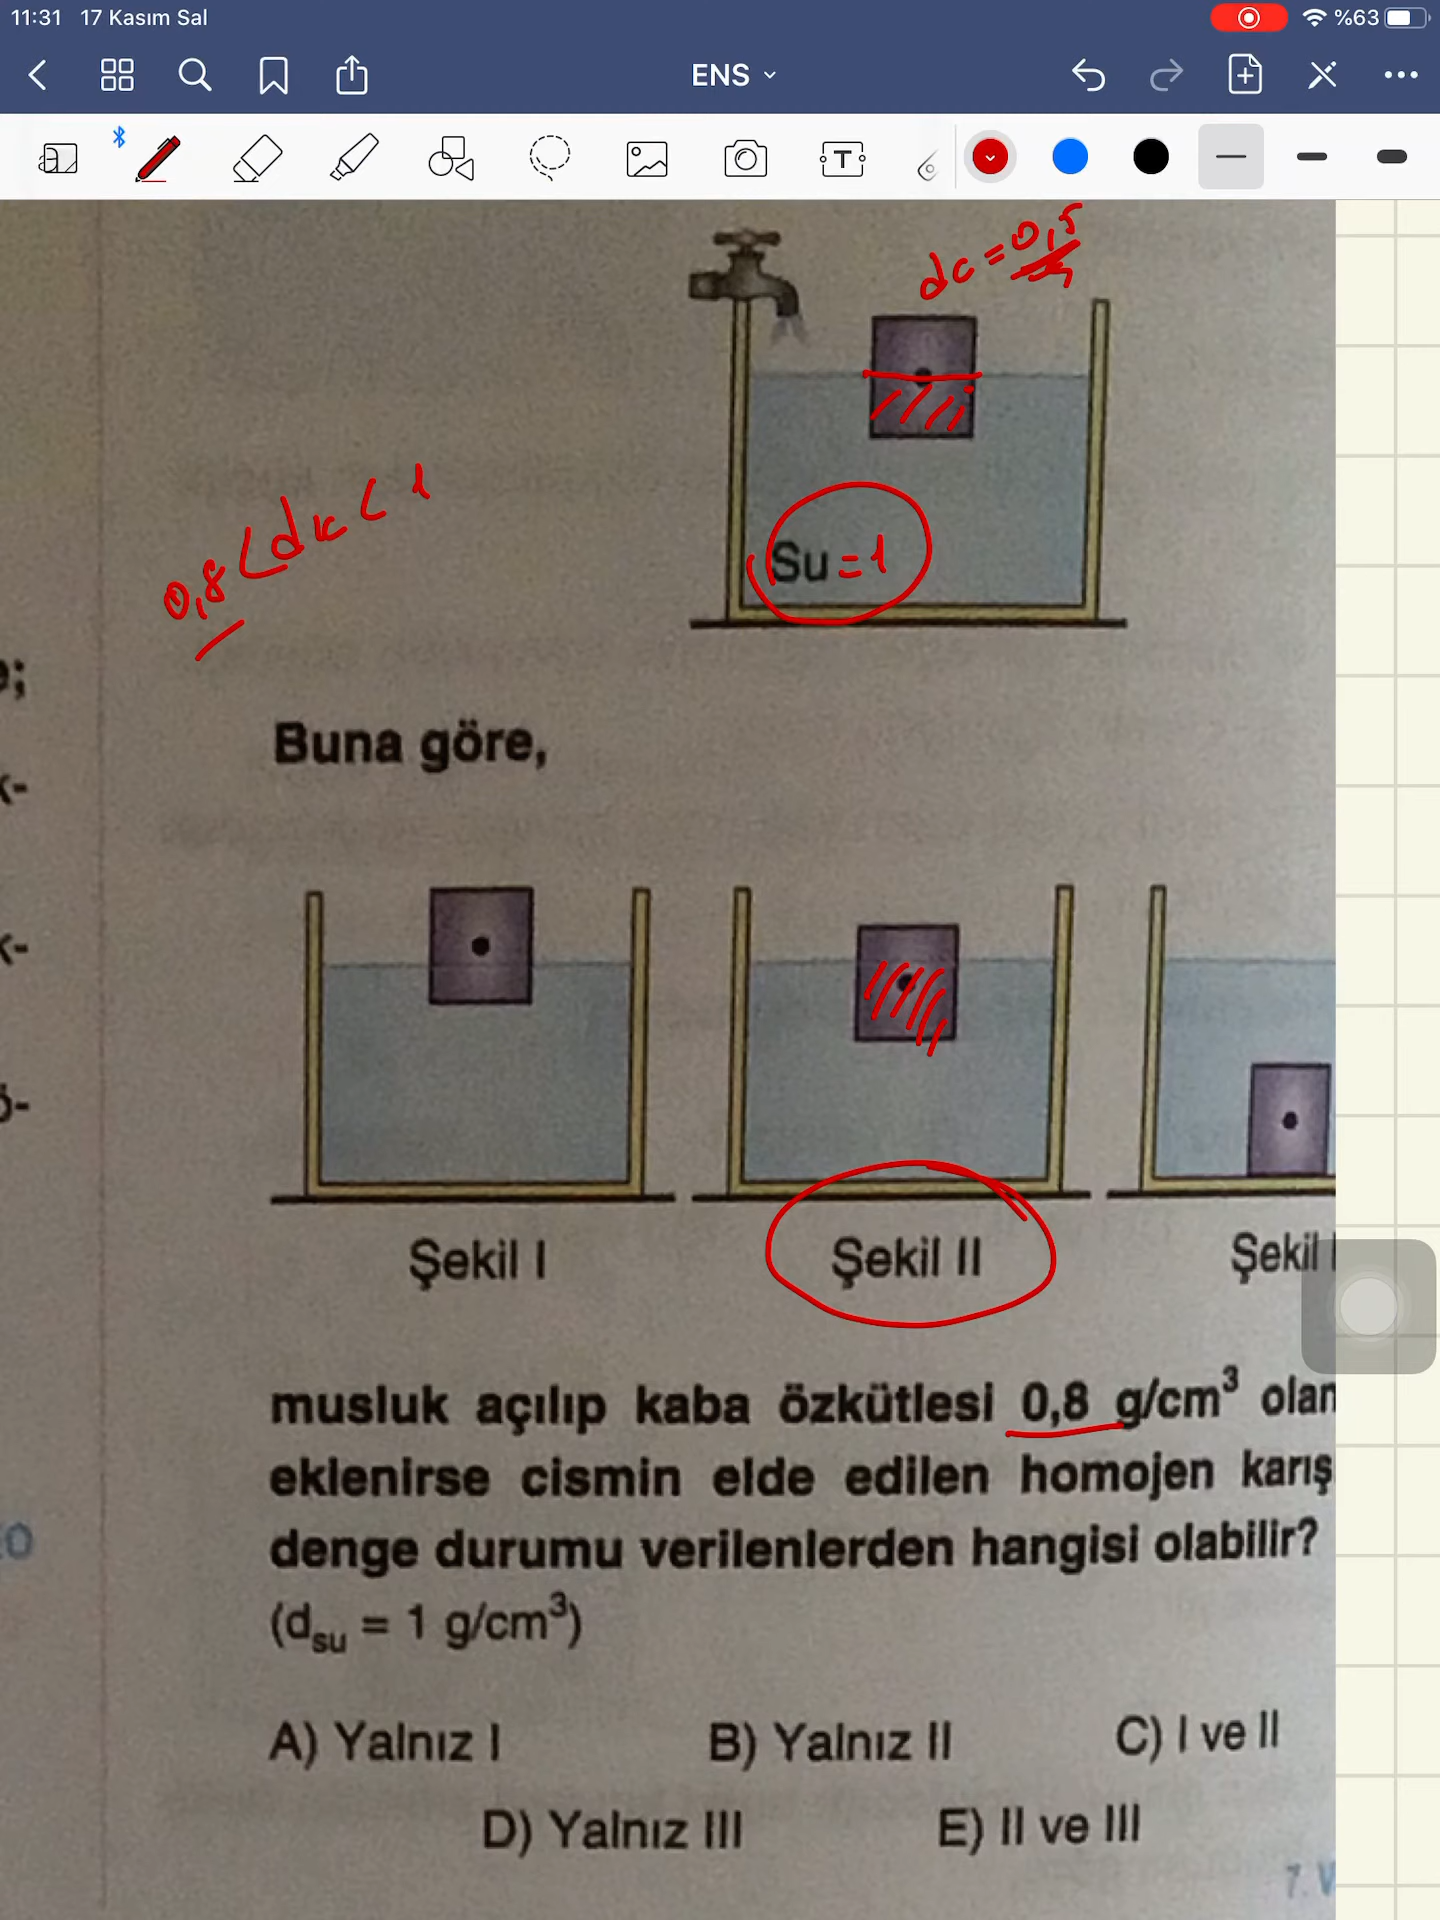 11:31 17 Kasım Sal
%63
ENS
T
dc = 0,5
Su = 1
0,8 < dk < 1
e;
Buna göre,
k-
k-
ö-
Şekil I
Şekil II
Şekil I
musluk açılıp kaba özkütlesi 0,8 g/cm³ olan
eklenirse cismin elde edilen homojen karış
denge durumu verilenlerden hangisi olabilir?
(dsu = 1 g/cm³)
A) Yalnız I
B) Yalnız II
C) I ve II
D) Yalnız III
E) II ve III